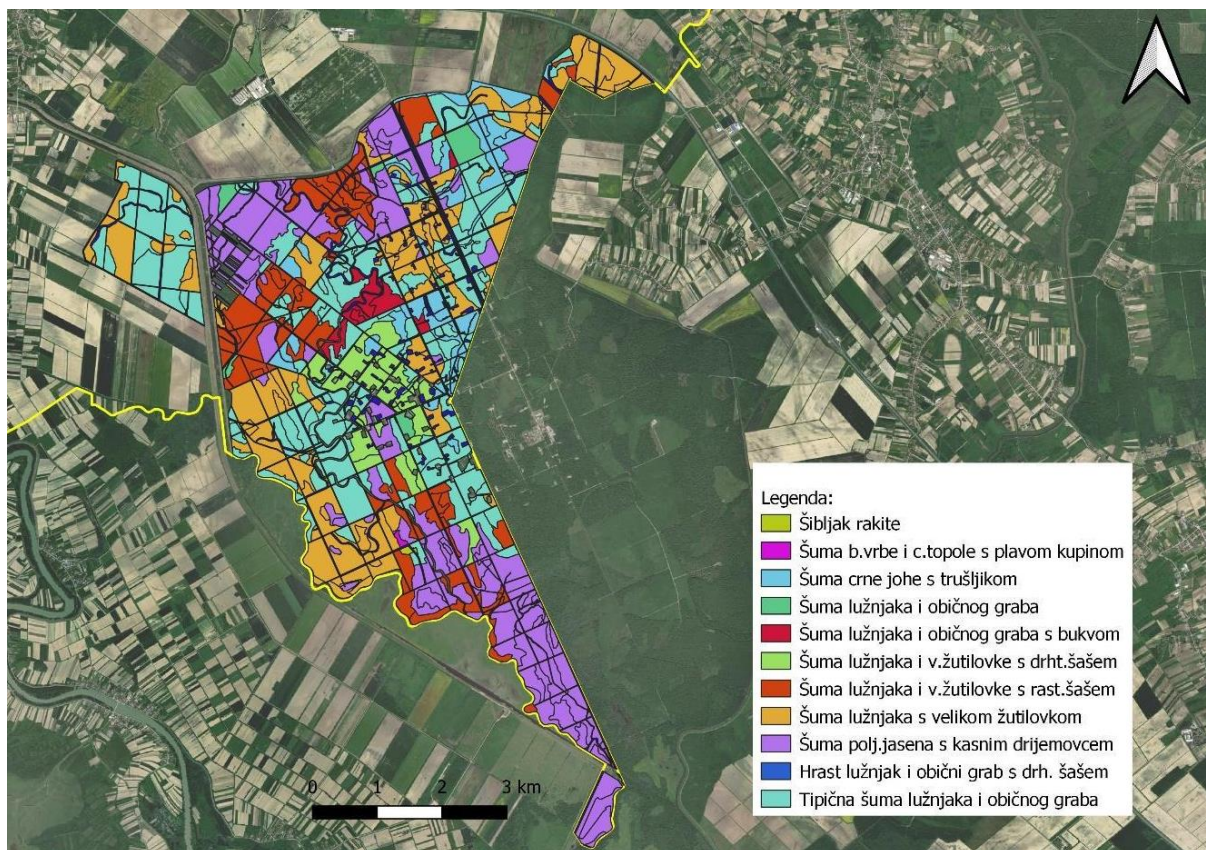 Legenda:
Šibljak rakite
Šuma b.vrbe i c.topole s plavom kupinom
Šuma crne johe s trušljikom
Šuma lužnjaka i običnog graba
Šuma lužnjaka i običnog graba s bukvom
Šuma lužnjaka i v.žutilovke s drht.šašem
Šuma lužnjaka i v.žutilovke s rast.šašem
Šuma lužnjaka s velikom žutilovkom
Šuma polj.jasena s kasnim drijemovcem
Hrast lužnjak i obični grab s drh. šašem
Tipična šuma lužnjaka i običnog graba
0 1 2 3 km